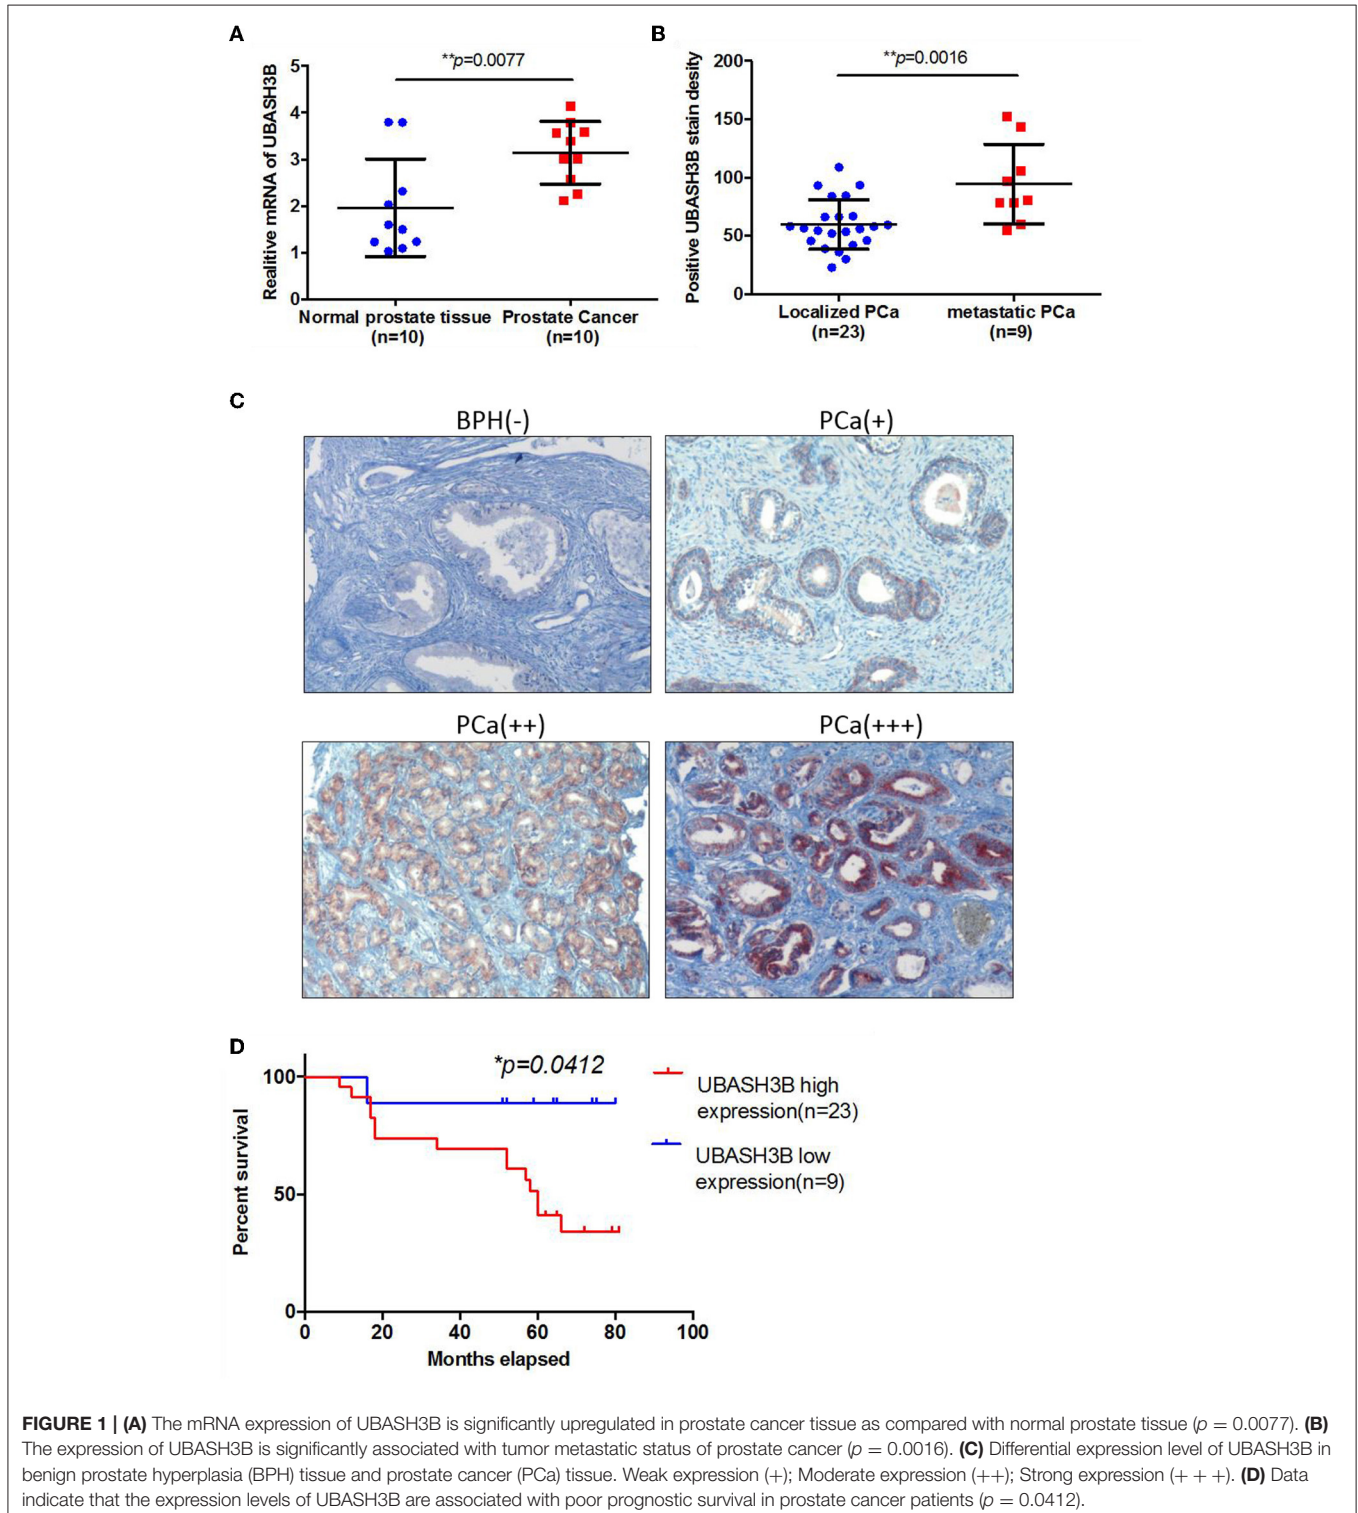 A
**p=0.0077
Realitive mRNA of UBASH3B
5
4
3
2
1
0
Normal prostate tissue
(n=10)
Prostate Cancer
(n=10)
B
**p=0.0016
Positive UBASH3B stain desity
200
150
100
50
0
Localized PCa
(n=23)
metastatic PCa
(n=9)
C
BPH(-)
PCa(+)
PCa(++)
PCa(+++)
D
*p=0.0412
Percent survival
100
50
0
0
20
40
60
80
100
Months elapsed
UBASH3B high
expression(n=23)
UBASH3B low
expression(n=9)
FIGURE 1 | (A) The mRNA expression of UBASH3B is significantly upregulated in prostate cancer tissue as compared with normal prostate tissue (p = 0.0077). (B)
The expression of UBASH3B is significantly associated with tumor metastatic status of prostate cancer (p = 0.0016). (C) Differential expression level of UBASH3B in
benign prostate hyperplasia (BPH) tissue and prostate cancer (PCa) tissue. Weak expression (+); Moderate expression (++); Strong expression (+ + +). (D) Data
indicate that the expression levels of UBASH3B are associated with poor prognostic survival in prostate cancer patients (p = 0.0412).